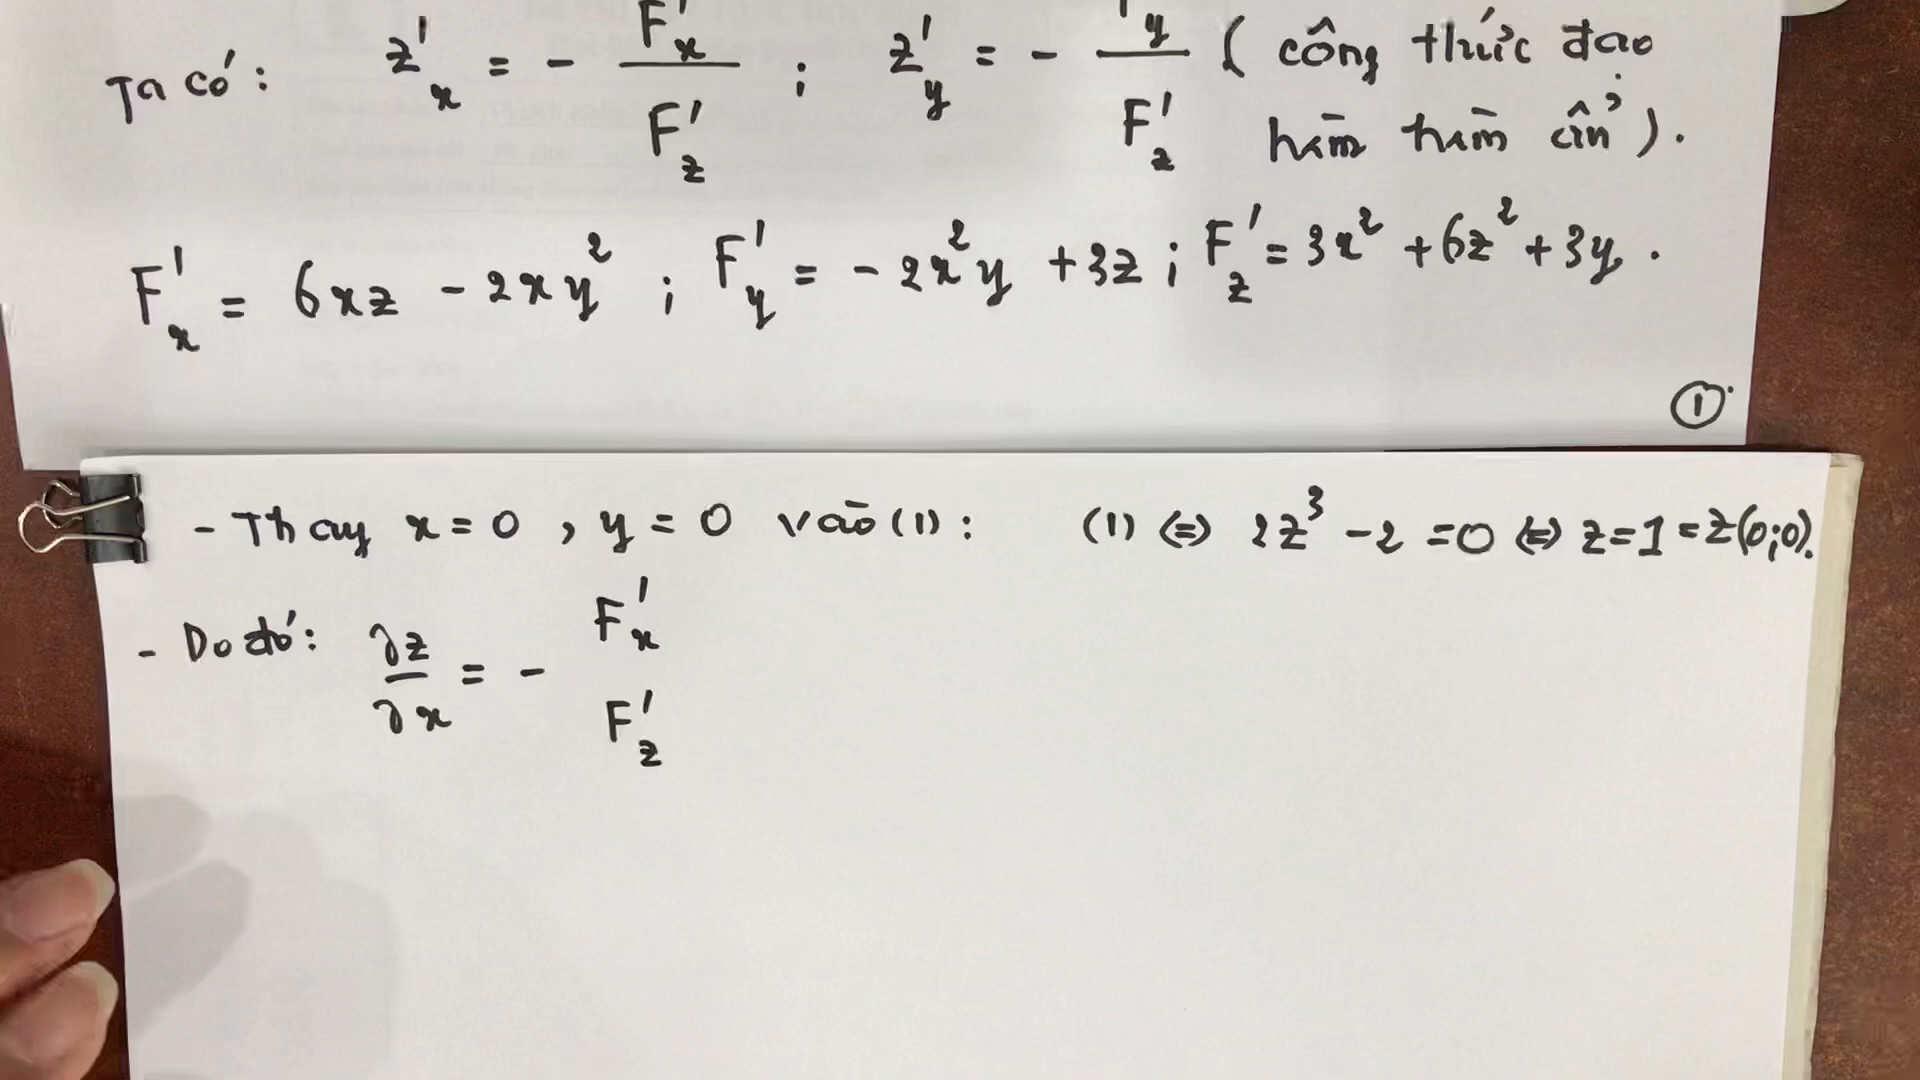 Ta có: z'x = - F'x / F'z ; z'y = - 'y / F'z ( công thức đạo
hàm hàm ẩn ).
F'x = 6xz - 2xy² ; F'y = - 2x²y + 3z ; F'z = 3x² + 6z² + 3y .
①
- Thay x = 0 , y = 0 vào (1) : (1) ⇔ 2z³ - 2 = 0 ⇔ z = 1 = z(0;0).
- Do đó: ∂z/∂x = - F'x F'z